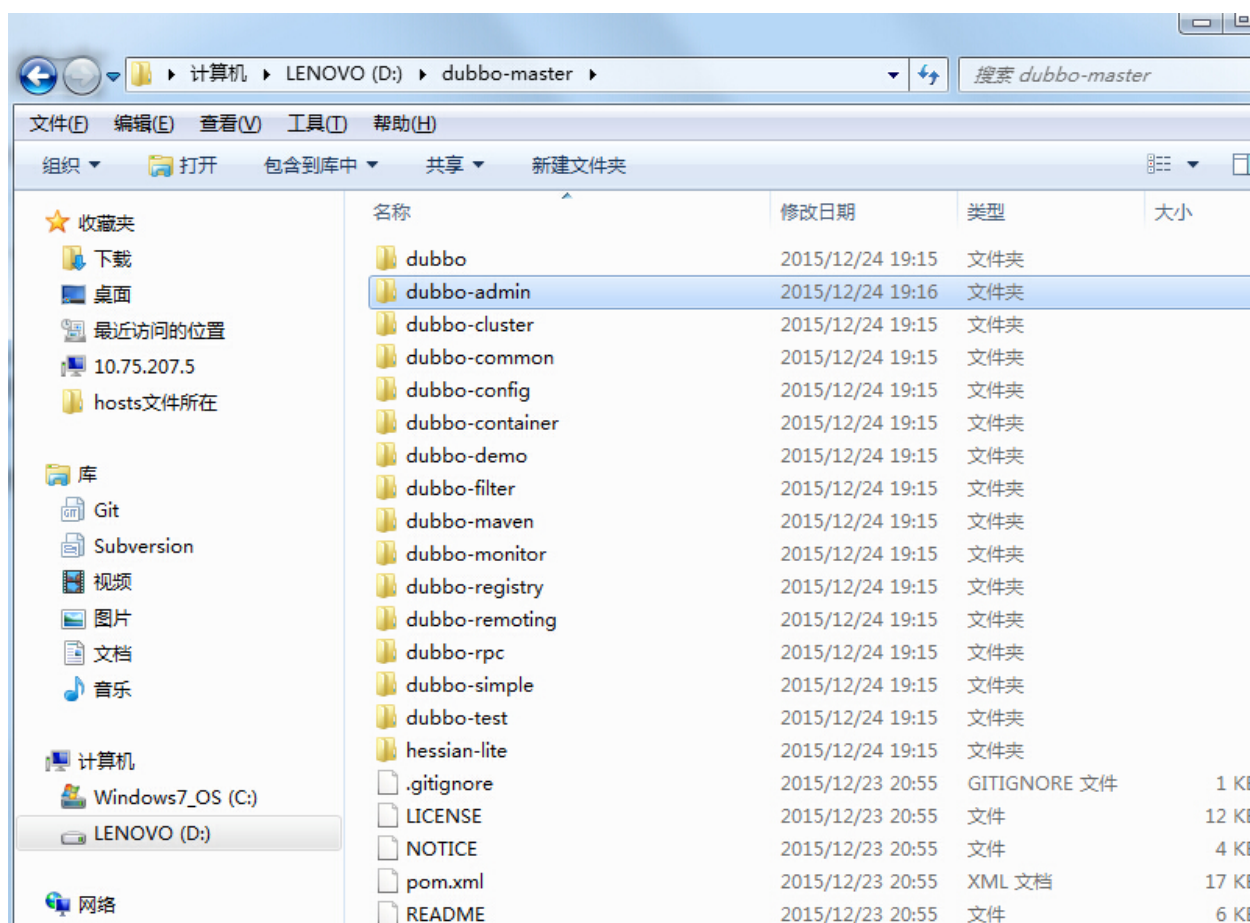 计算机 ▸ LENOVO (D:) ▸ dubbo-master ▸ 搜索 dubbo-master
文件(F) 编辑(E) 查看(V) 工具(T) 帮助(H)
组织 打开 包含到库中 共享 新建文件夹
收藏夹
下载
桌面
最近访问的位置
10.75.207.5
hosts文件所在
库
Git
Subversion
视频
图片
文档
音乐
计算机
Windows7_OS (C:)
LENOVO (D:)
网络
名称 修改日期 类型 大小
dubbo 2015/12/24 19:15 文件夹
dubbo-admin 2015/12/24 19:16 文件夹
dubbo-cluster 2015/12/24 19:15 文件夹
dubbo-common 2015/12/24 19:15 文件夹
dubbo-config 2015/12/24 19:15 文件夹
dubbo-container 2015/12/24 19:15 文件夹
dubbo-demo 2015/12/24 19:15 文件夹
dubbo-filter 2015/12/24 19:15 文件夹
dubbo-maven 2015/12/24 19:15 文件夹
dubbo-monitor 2015/12/24 19:15 文件夹
dubbo-registry 2015/12/24 19:15 文件夹
dubbo-remoting 2015/12/24 19:15 文件夹
dubbo-rpc 2015/12/24 19:15 文件夹
dubbo-simple 2015/12/24 19:15 文件夹
dubbo-test 2015/12/24 19:15 文件夹
hessian-lite 2015/12/24 19:15 文件夹
.gitignore 2015/12/23 20:55 GITIGNORE 文件 1 K
LICENSE 2015/12/23 20:55 文件 12 K
NOTICE 2015/12/23 20:55 文件 4 K
pom.xml 2015/12/23 20:55 XML 文档 17 K
README 2015/12/23 20:55 文件 6 K